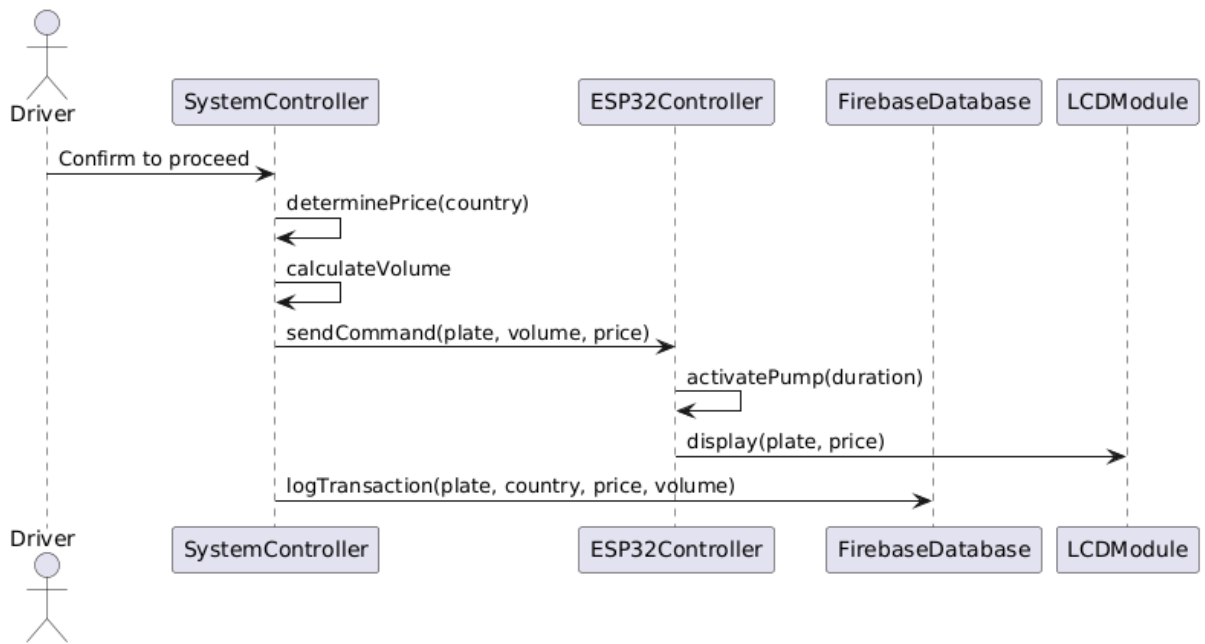 Driver
SystemController
ESP32Controller
FirebaseDatabase
LCDModule
Confirm to proceed
determinePrice(country)
calculateVolume
sendCommand(plate, volume, price)
activatePump(duration)
display(plate, price)
logTransaction(plate, country, price, volume)
Driver
SystemController
ESP32Controller
FirebaseDatabase
LCDModule